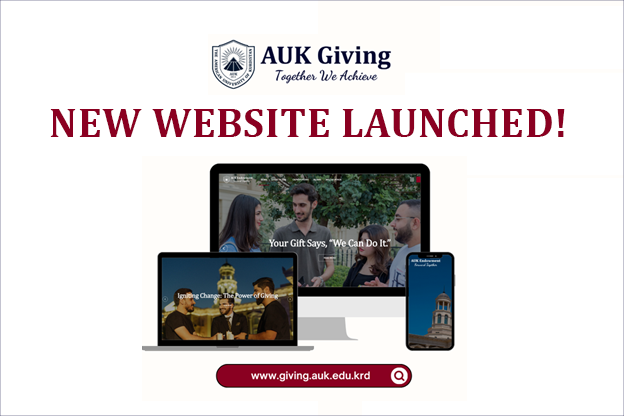 AUK Giving
Together We Achieve
NEW WEBSITE LAUNCHED!
Your Gift Says, "We Can Do It."
Igniting Change: The Power of Giving
AUK Endowment
www.giving.auk.edu.krd